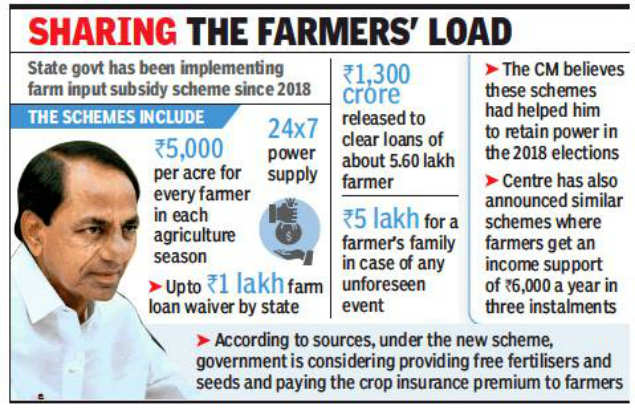 SHARING THE FARMERS' LOAD
State govt has been implementing
farm input subsidy scheme since 2018
THE SCHEMES INCLUDE
₹5,000
per acre for
every farmer
in each
agriculture
season
24x7
power
supply
➤ Upto ₹1 lakh farm
loan waiver by state
₹1,300
crore
released to
clear loans of
about 5.60 lakh
farmer
₹5 lakh for a
farmer's family
in case of any
unforeseen
event
➤ The CM believes
these schemes
had helped him
to retain power in
the 2018 elections
➤ Centre has also
announced similar
schemes where
farmers get an
income support
of ₹6,000 a year in
three instalments
➤ According to sources, under the new scheme,
government is considering providing free fertilisers and
seeds and paying the crop insurance premium to farmers